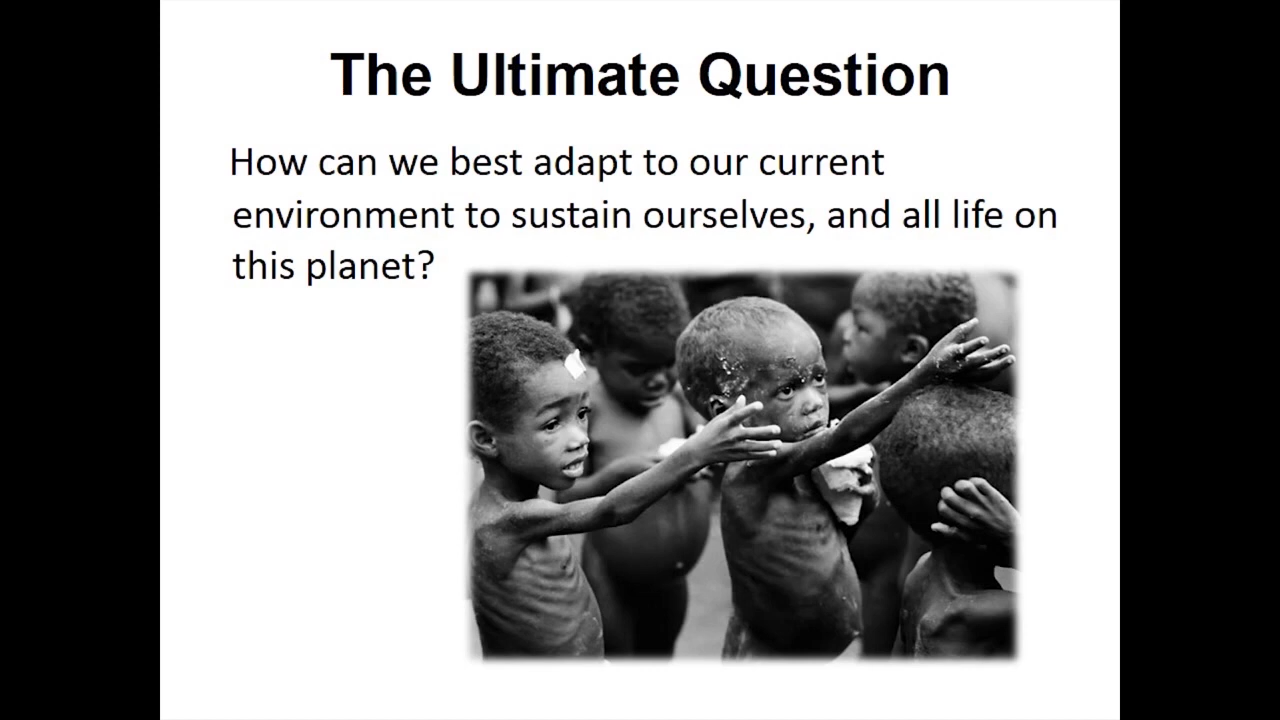 The Ultimate Question
How can we best adapt to our current
environment to sustain ourselves, and all life on
this planet?